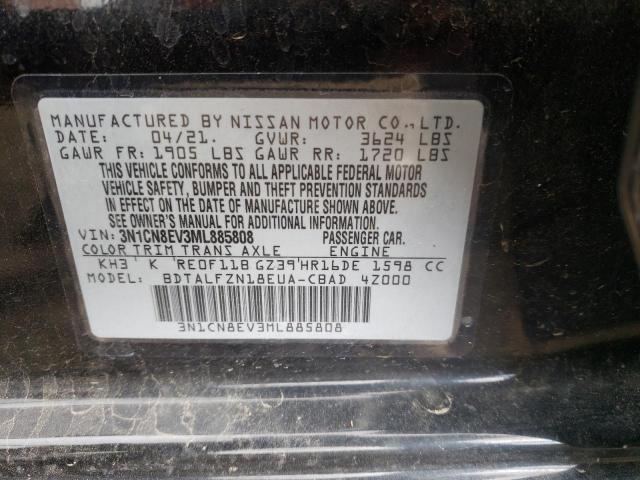 MANUFACTURED BY NISSAN MOTOR CO., LTD.
DATE: 04/21. GVWR: 3624 LBS
GAWR FR: 1905 LBS GAWR RR: 1720 LBS
THIS VEHICLE CONFORMS TO ALL APPLICABLE FEDERAL MOTOR
VEHICLE SAFETY, BUMPER AND THEFT PREVENTION STANDARDS
IN EFFECT ON THE DATE OF MANUFACTURE SHOWN ABOVE.
SEE OWNER'S MANUAL FOR ADDITIONAL INFORMATION.
VIN: 3N1CN8EV3ML885808 PASSENGER CAR.
COLOR TRIM TRANS AXLE ENGINE
KH3 ' K ' RE0F11B GZ39 ' HR16DE 1598 CC
MODEL: BDTALFZN18EUA-CBAD 4Z000
3N1CN8EV3ML885808